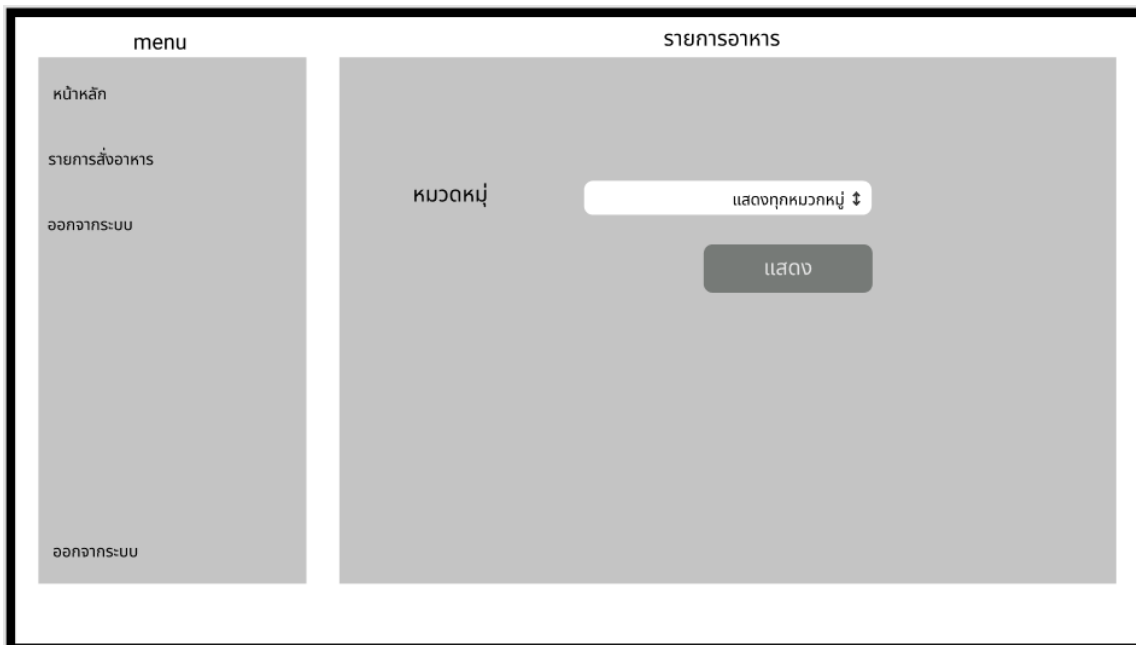 menu
หน้าหลัก
รายการสั่งอาหาร
ออกจากระบบ
ออกจากระบบ
รายการอาหาร
หมวดหมุ่
แสดงทุกหมวกหมู่
แสดง